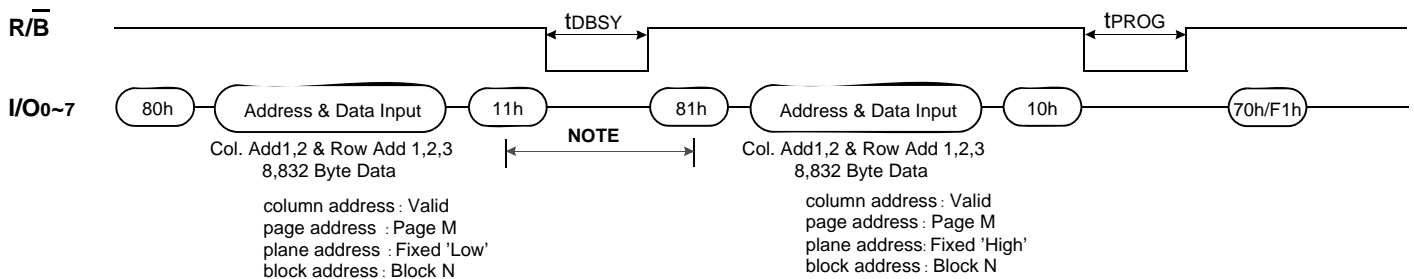 R/B tDBSY tPROG
I/O0~7 80h Address & Data Input 11h 81h Address & Data Input 10h 70h/F1h
NOTE
Col. Add1,2 & Row Add 1,2,3 Col. Add1,2 & Row Add 1,2,3
8,832 Byte Data 8,832 Byte Data
column address : Valid
page address : Page M
plane address : Fixed 'Low'
block address : Block N
column address : Valid
page address : Page M
plane address: Fixed 'High'
block address : Block N